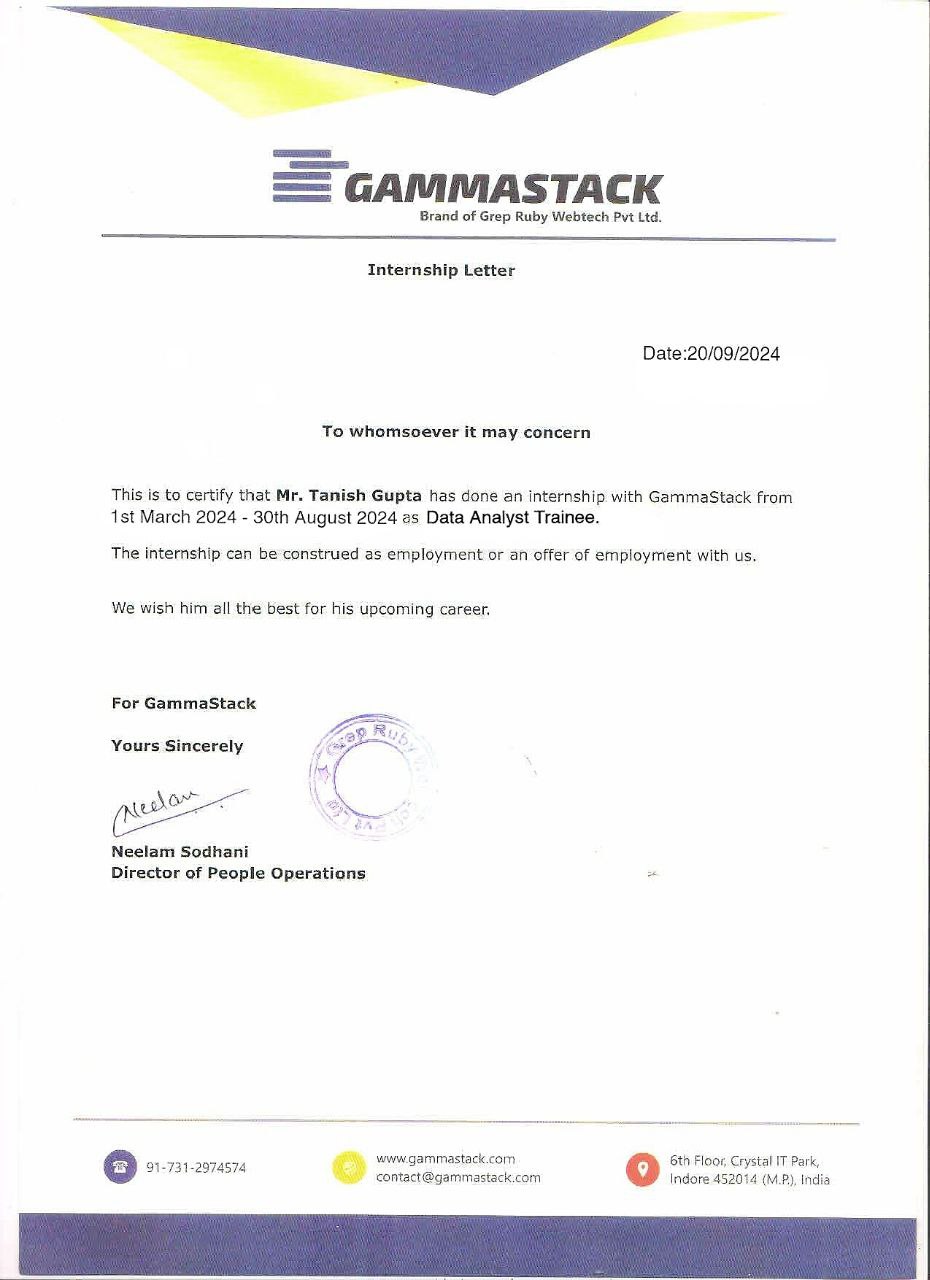 GAMMASTACK
Brand of Grep Ruby Webtech Pvt Ltd.
Internship Letter
Date:20/09/2024
To whomsoever it may concern
This is to certify that Mr. Tanish Gupta has done an internship with GammaStack from
1st March 2024 - 30th August 2024 as Data Analyst Trainee.
The internship can be construed as employment or an offer of employment with us.
We wish him all the best for his upcoming career.
For GammaStack
Yours Sincerely
Grep Ruby Pvt Ltd
Neelam
Neelam Sodhani
Director of People Operations
91-731-2974574
www.gammastack.com
contact@gammastack.com
6th Floor, Crystal IT Park,
Indore 452014 (M.P.), India